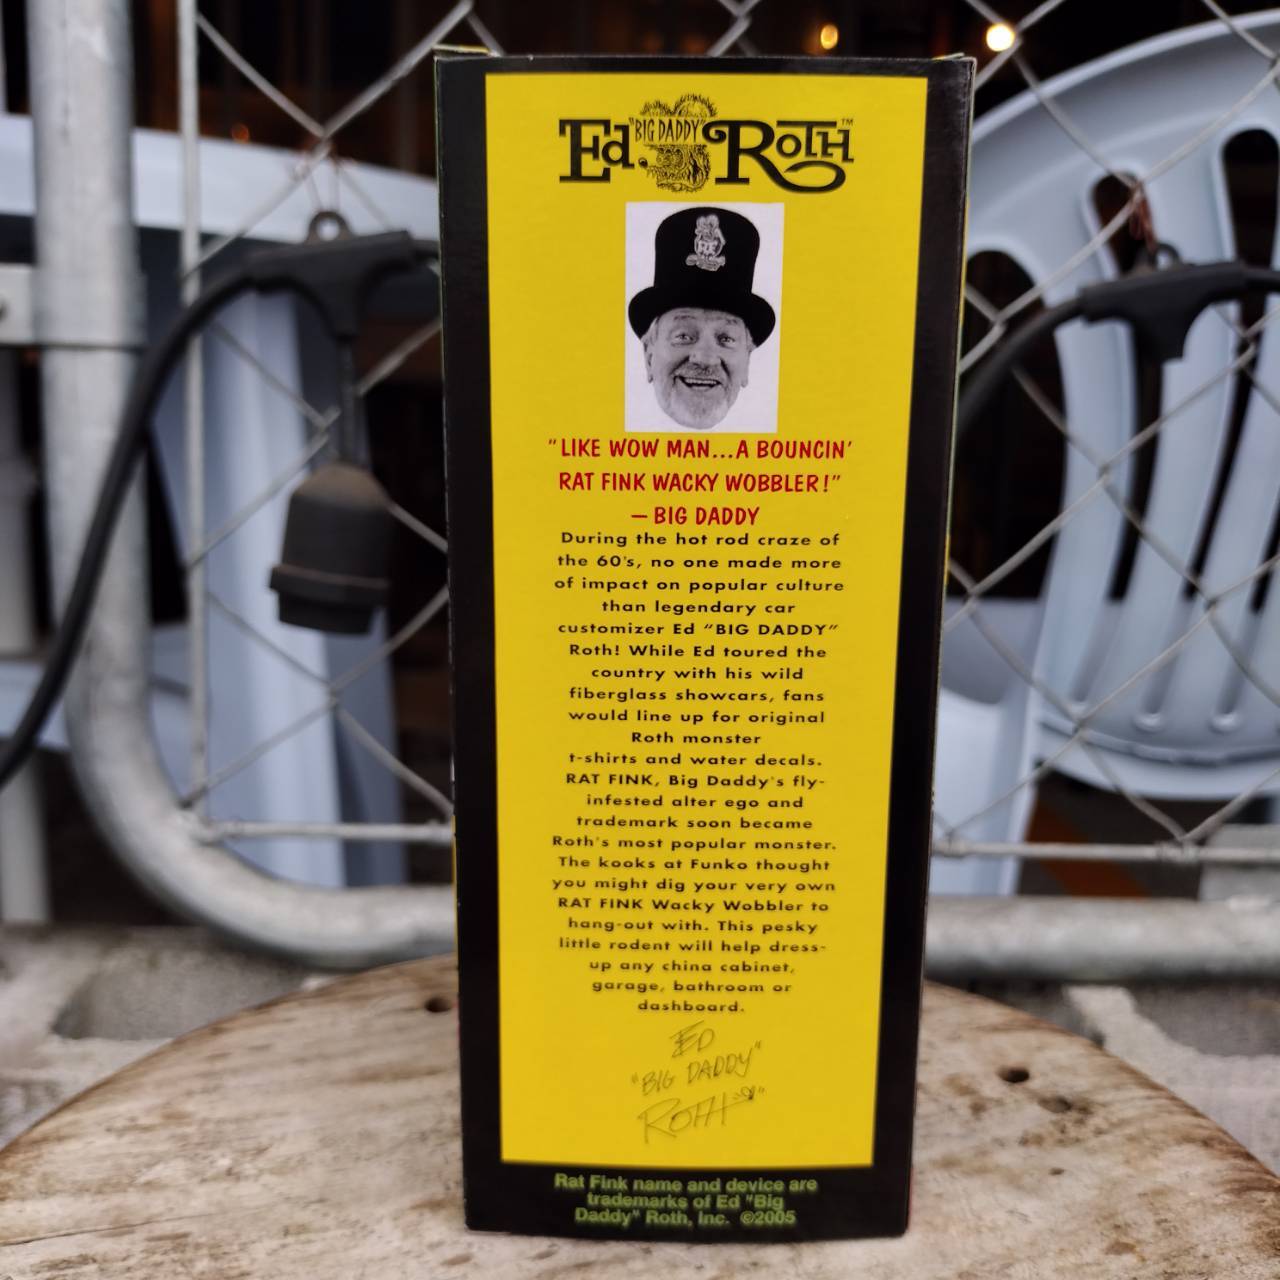 Ed "BIG DADDY" ROTH™
RF
"LIKE WOW MAN...A BOUNCIN'
RAT FINK WACKY WOBBLER!"
— BIG DADDY
During the hot rod craze of
the 60's, no one made more
of impact on popular culture
than legendary car
customizer Ed "BIG DADDY"
Roth! While Ed toured the
country with his wild
fiberglass showcars, fans
would line up for original
Roth monster
t-shirts and water decals.
RAT FINK, Big Daddy's fly-
infested alter ego and
trademark soon became
Roth's most popular monster.
The kooks at Funko thought
you might dig your very own
RAT FINK Wacky Wobbler to
hang-out with. This pesky
little rodent will help dress-
up any china cabinet,
garage, bathroom or
dashboard.
ED
"BIG DADDY"
ROTH
Rat Fink name and device are
trademarks of Ed "Big
Daddy" Roth, Inc. ©2005